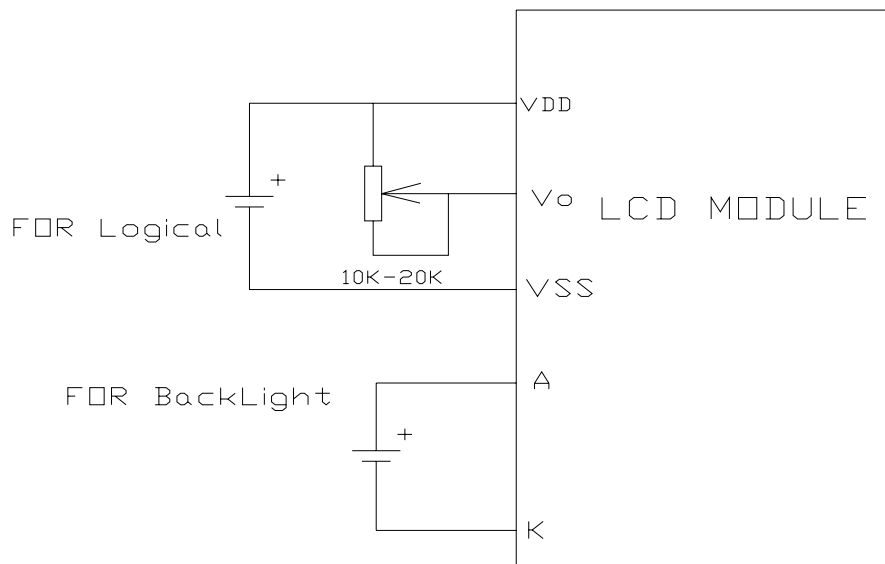 VDD
+
Vo
LCD MODULE
FOR Logical
10K-20K
VSS
A
FOR BackLight
+
K